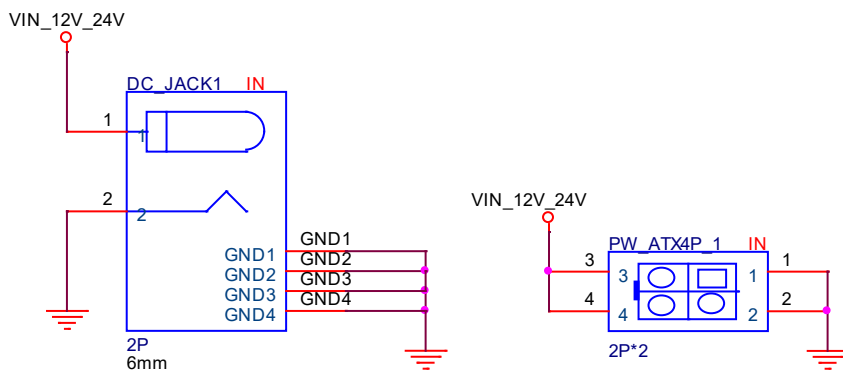 VIN_12V_24V
DC_JACK1 IN
1 1
2 2
GND1 GND1
GND2 GND2
GND3 GND3
GND4 GND4
2P
6mm
VIN_12V_24V
PW_ATX4P_1 IN
3 3 1 1
4 4 2 2
2P*2